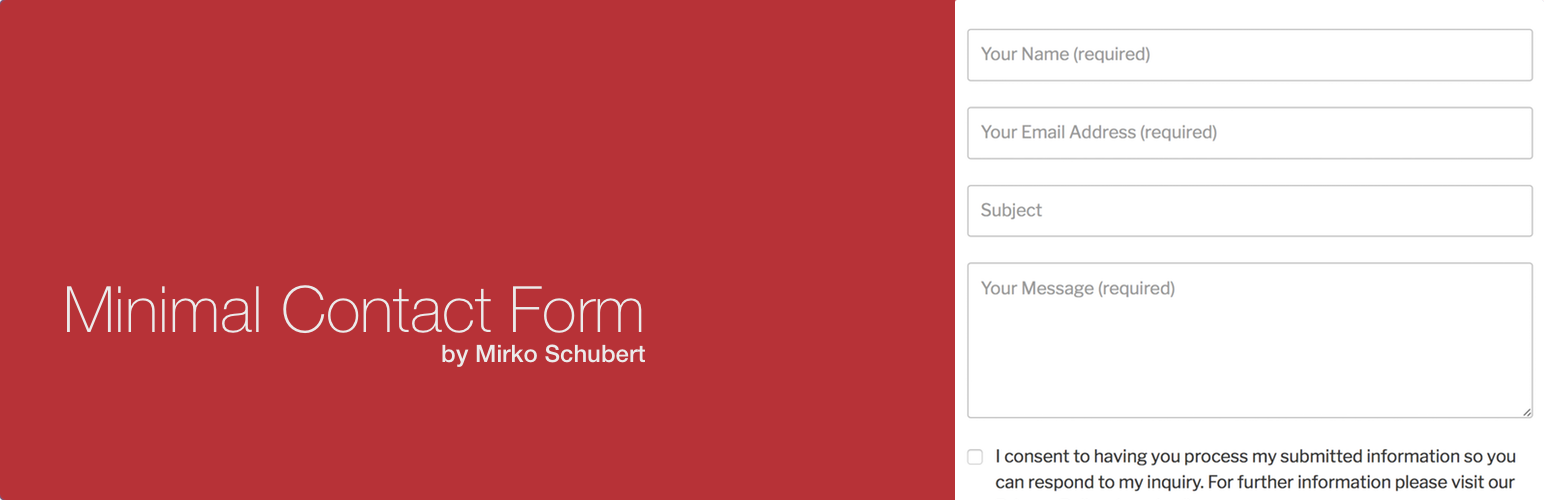 Minimal Contact Form
by Mirko Schubert
Your Name (required)
Your Email Address (required)
Subject
Your Message (required)
I consent to having you process my submitted information so you
can respond to my inquiry. For further information please visit our